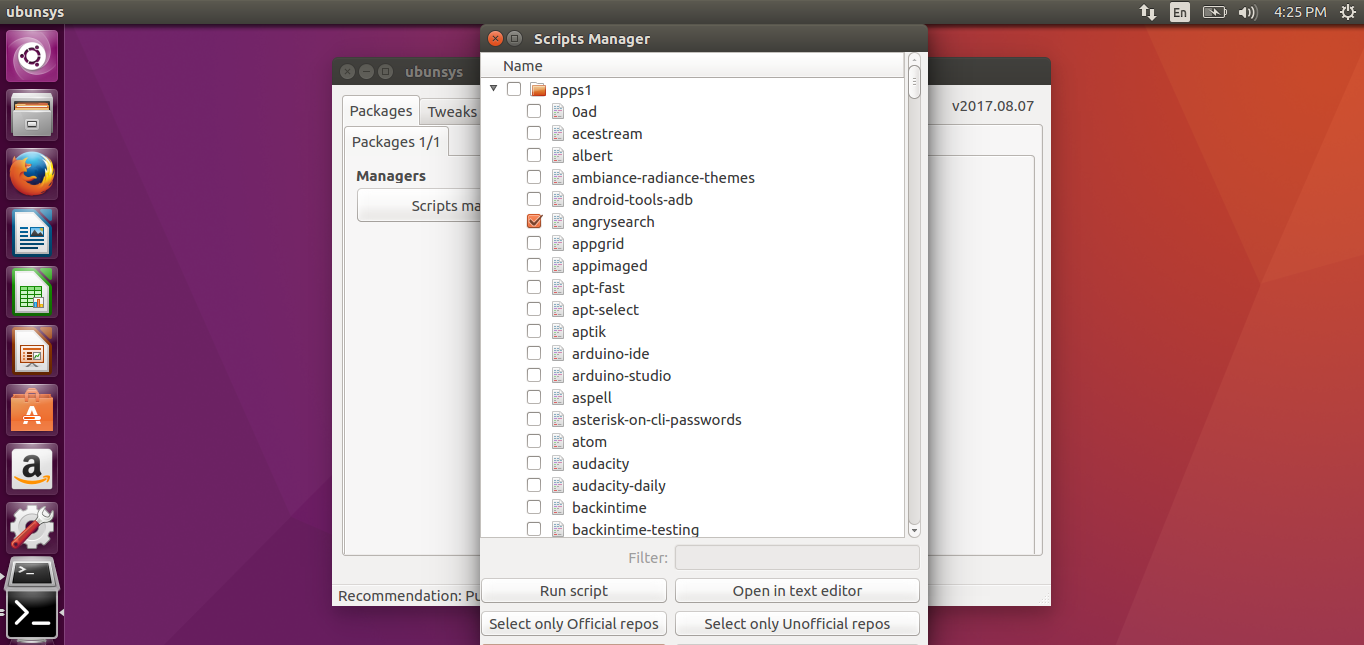 ubunsys
En
4:25 PM
Scripts Manager
ubunsys
Name
v2017.08.07
Packages
Tweaks
Packages 1/1
Managers
Scripts ma
apps1
0ad
acestream
albert
ambiance-radiance-themes
android-tools-adb
angrysearch
appgrid
appimaged
apt-fast
apt-select
aptik
arduino-ide
arduino-studio
aspell
asterisk-on-cli-passwords
atom
audacity
audacity-daily
backintime
backintime-testing
Filter:
Run script
Open in text editor
Recommendation: Pu
Select only Official repos
Select only Unofficial repos